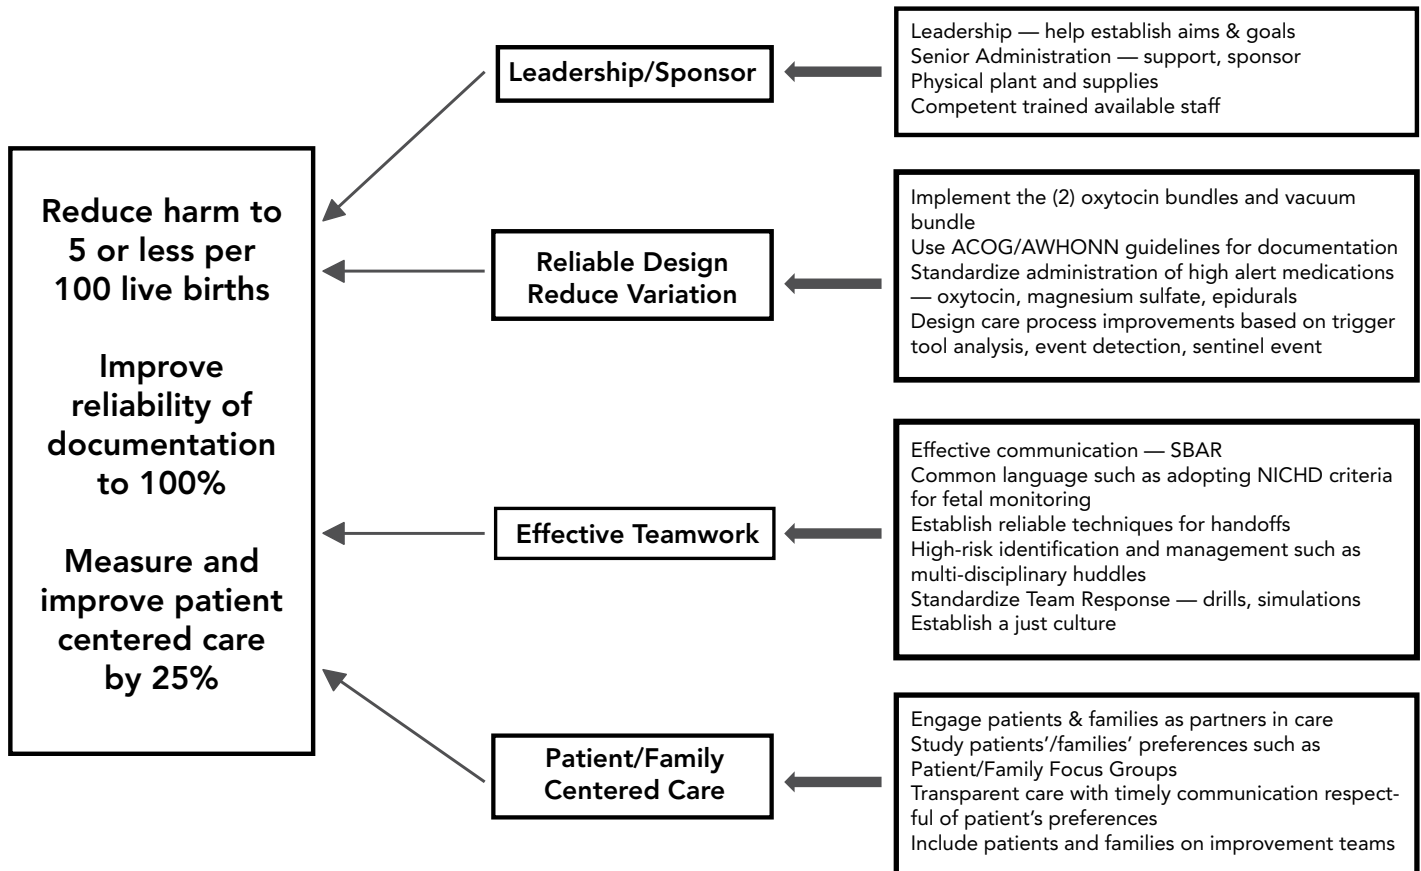 Reduce harm to
5 or less per
100 live births
Improve
reliability of
documentation
to 100%
Measure and
improve patient
centered care
by 25%
Leadership/Sponsor
Leadership — help establish aims & goals
Senior Administration — support, sponsor
Physical plant and supplies
Competent trained available staff
Reliable Design
Reduce Variation
Implement the (2) oxytocin bundles and vacuum
bundle
Use ACOG/AWHONN guidelines for documentation
Standardize administration of high alert medications
— oxytocin, magnesium sulfate, epidurals
Design care process improvements based on trigger
tool analysis, event detection, sentinel event
Effective Teamwork
Effective communication — SBAR
Common language such as adopting NICHD criteria
for fetal monitoring
Establish reliable techniques for handoffs
High-risk identification and management such as
multi-disciplinary huddles
Standardize Team Response — drills, simulations
Establish a just culture
Patient/Family
Centered Care
Engage patients & families as partners in care
Study patients’/families’ preferences such as
Patient/Family Focus Groups
Transparent care with timely communication respect-
ful of patient’s preferences
Include patients and families on improvement teams